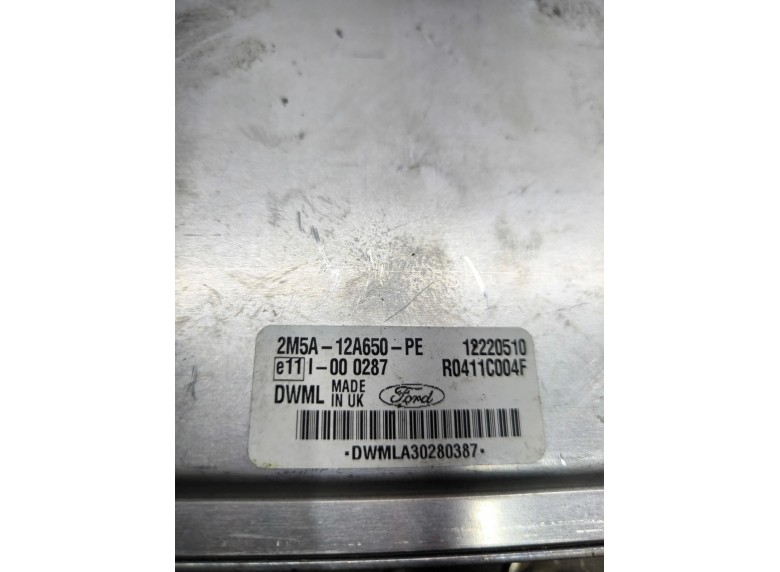 2M5A-12A650-PE 12220510
e11 I-00 0287 R0411C004F
DWML MADE IN UK Ford
·DWMLA30280387·